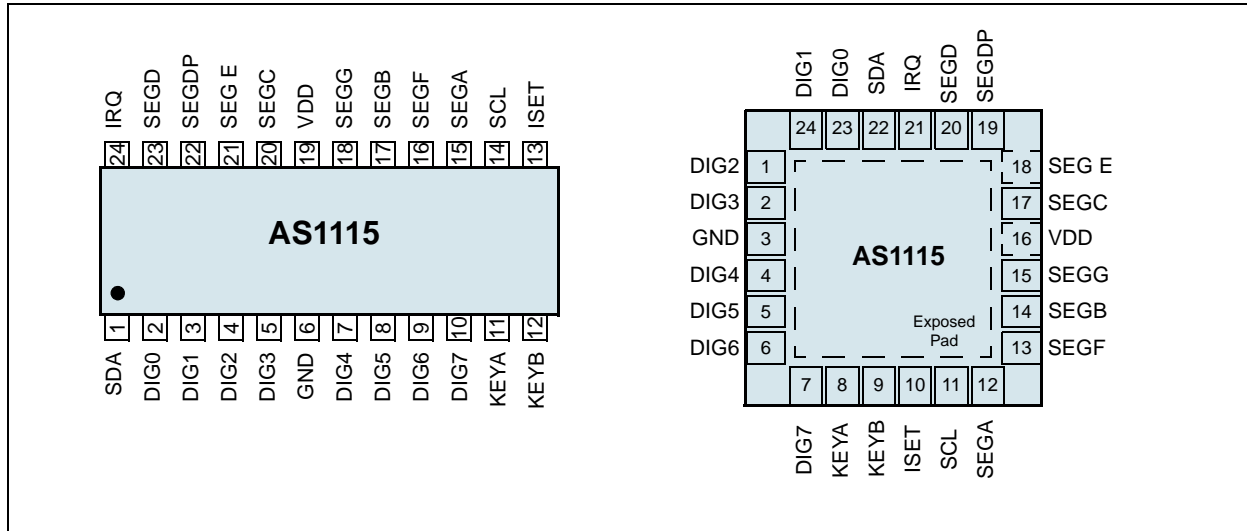 IRQ SEGD SEGDP SEG E SEGC VDD SEGG SEGB SEGF SEGA SCL ISET
24 23 22 21 20 19 18 17 16 15 14 13
AS1115
1 2 3 4 5 6 7 8 9 10 11 12
SDA DIG0 DIG1 DIG2 DIG3 GND DIG4 DIG5 DIG6 DIG7 KEYA KEYB
DIG1 DIG0 SDA IRQ SEGD SEGDP
24 23 22 21 20 19
DIG2 1 18 SEG E
DIG3 2 17 SEGC
GND 3 16 VDD
AS1115
DIG4 4 15 SEGG
DIG5 5 14 SEGB
Exposed
Pad
DIG6 6 13 SEGF
7 8 9 10 11 12
DIG7 KEYA KEYB ISET SCL SEGA